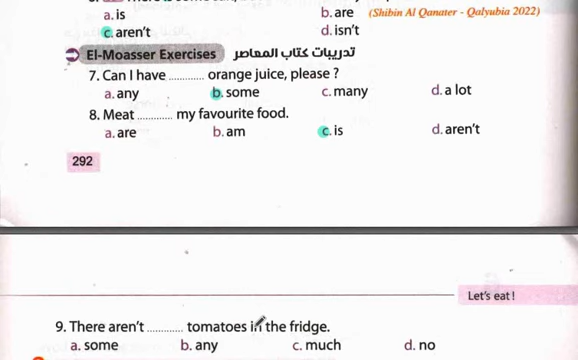 a. is b. are (Shibin Al Qanater - Qalyubia 2022)
c. aren't d. isn't
El-Moasser Exercises تدريبات كتاب المعاصر
7. Can I have ............ orange juice, please ?
a. any b. some c. many d. a lot
8. Meat ............ my favourite food.
a. are b. am c. is d. aren't
292
Let's eat !
9. There aren't ............ tomatoes in the fridge.
a. some b. any c. much d. no